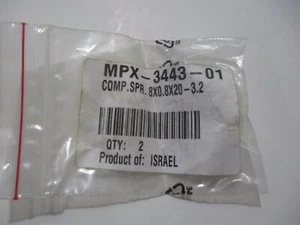 MPX-3443-01
COMP.SPR. 8X0.8X20-3.2
QTY: 2
Product of: ISRAEL